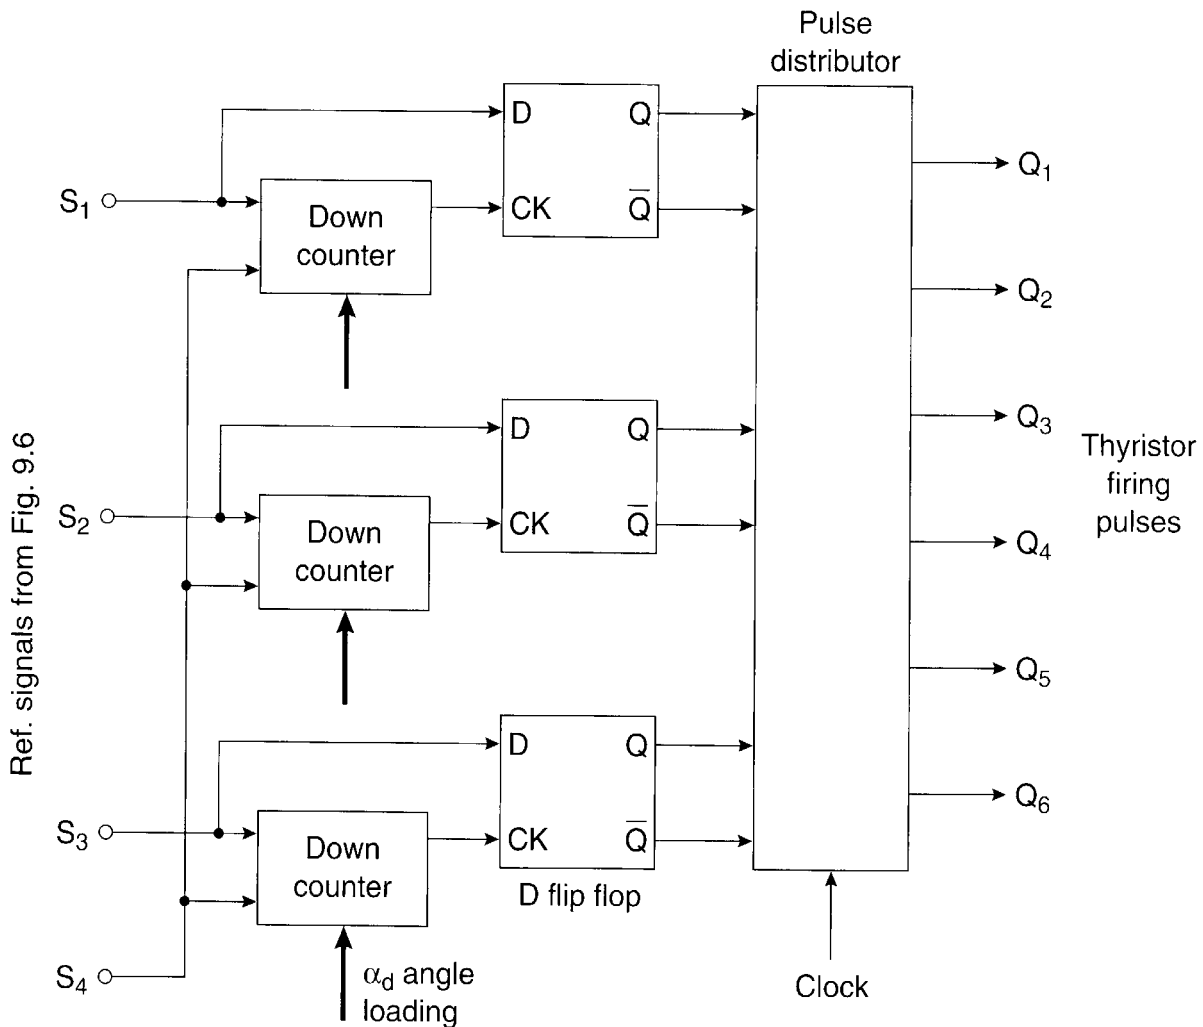 Pulse
distributor
D
Q
Q₁
S₁
Down
counter
CK
Q̅
Q₂
D
Q
Q₃
Ref. signals from Fig. 9.6
S₂
Down
counter
CK
Q̅
Q₄
Thyristor
firing
pulses
D
Q
Q₅
S₃
Down
counter
CK
Q̅
Q₆
D flip flop
S₄
α_d angle
loading
Clock